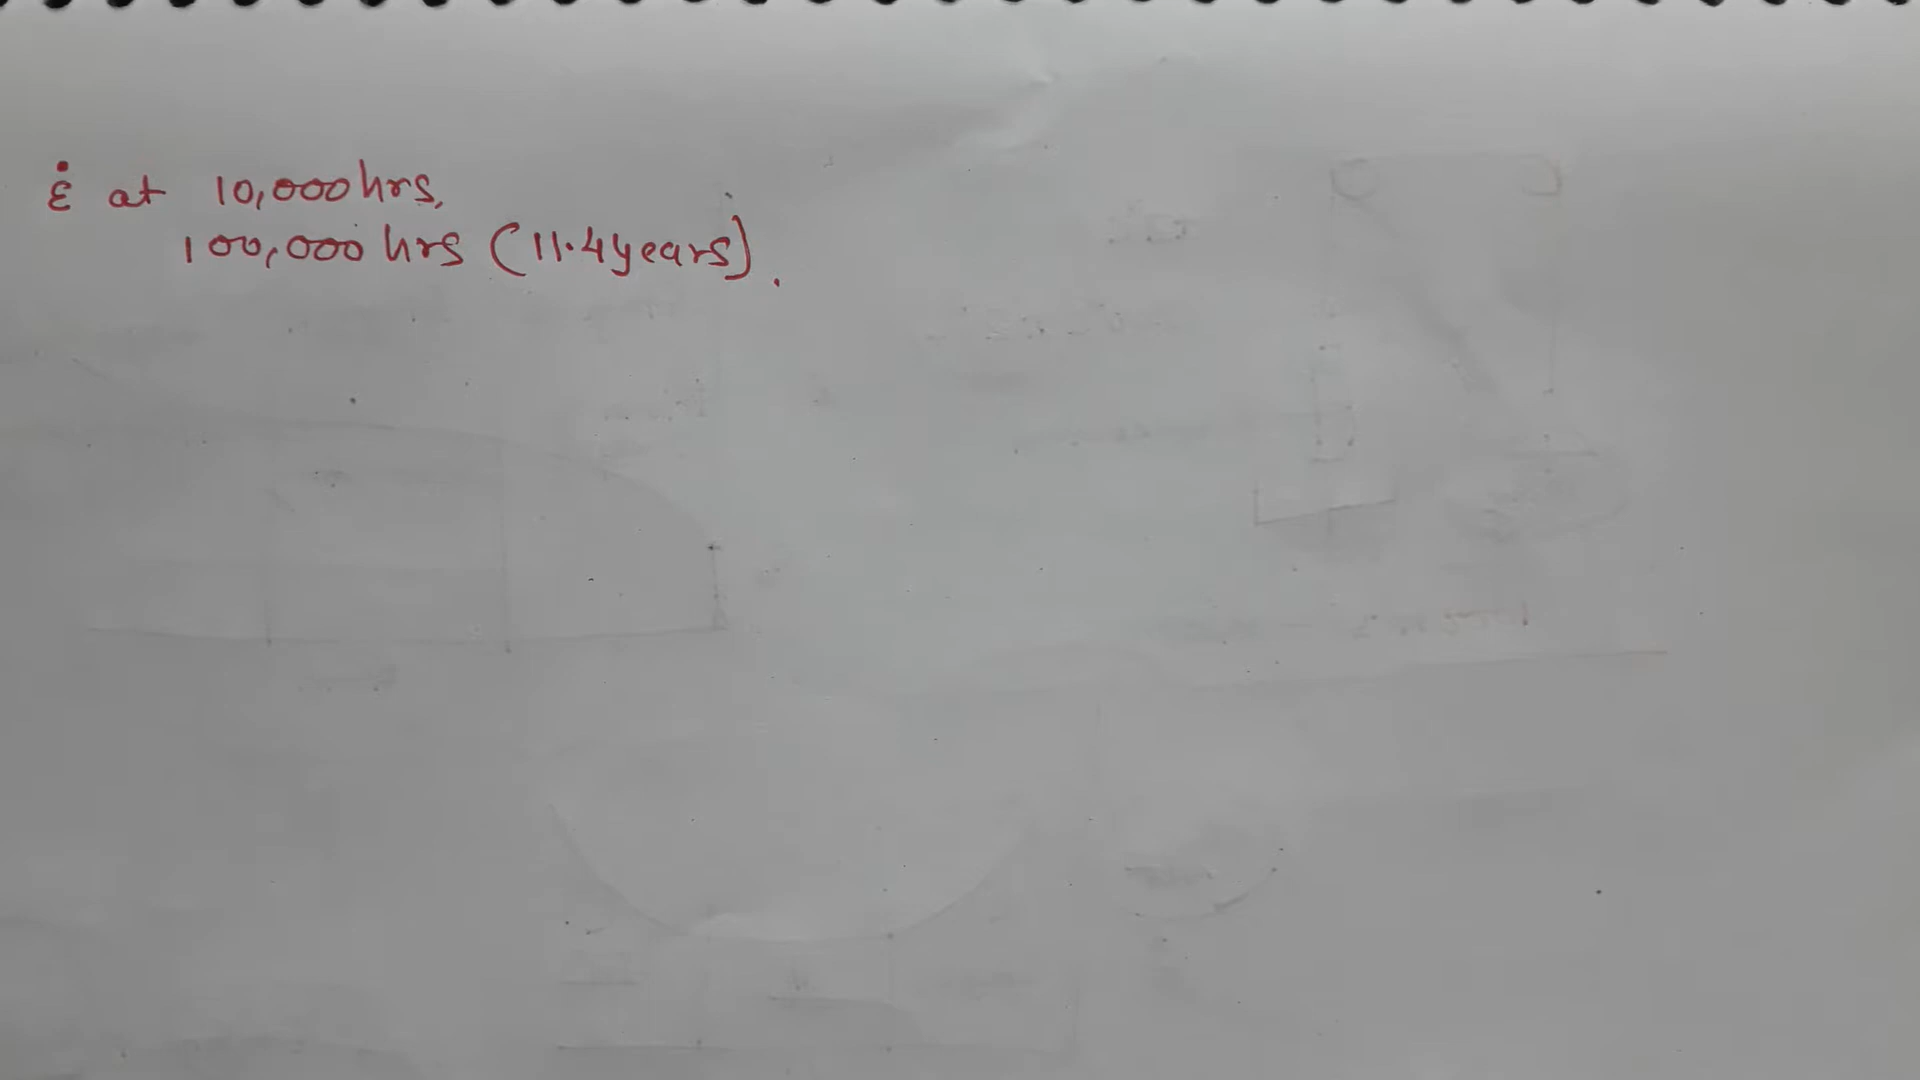 ε̇ at 10,000 hrs,
100,000 hrs (11.4 years).